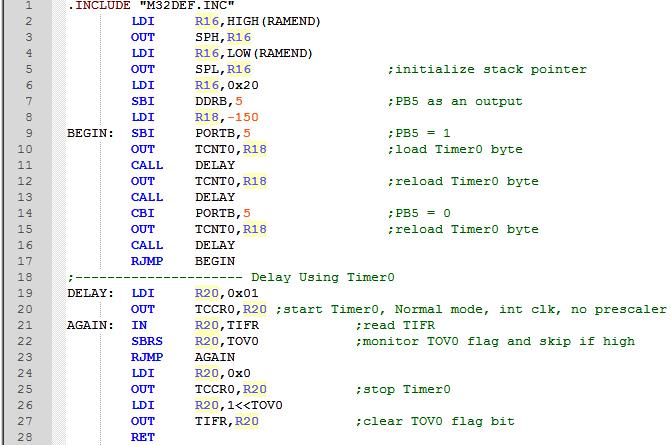 1 .INCLUDE "M32DEF.INC"
2 LDI R16,HIGH(RAMEND)
3 OUT SPH,R16
4 LDI R16,LOW(RAMEND)
5 OUT SPL,R16 ;initialize stack pointer
6 LDI R16,0x20
7 SBI DDRB,5 ;PB5 as an output
8 LDI R18,-150
9 BEGIN: SBI PORTB,5 ;PB5 = 1
10 OUT TCNT0,R18 ;load Timer0 byte
11 CALL DELAY
12 OUT TCNT0,R18 ;reload Timer0 byte
13 CALL DELAY
14 CBI PORTB,5 ;PB5 = 0
15 OUT TCNT0,R18 ;reload Timer0 byte
16 CALL DELAY
17 RJMP BEGIN
18 ;--------------------- Delay Using Timer0
19 DELAY: LDI R20,0x01
20 OUT TCCR0,R20 ;start Timer0, Normal mode, int clk, no prescaler
21 AGAIN: IN R20,TIFR ;read TIFR
22 SBRS R20,TOV0 ;monitor TOV0 flag and skip if high
23 RJMP AGAIN
24 LDI R20,0x0
25 OUT TCCR0,R20 ;stop Timer0
26 LDI R20,1<<TOV0
27 OUT TIFR,R20 ;clear TOV0 flag bit
28 RET